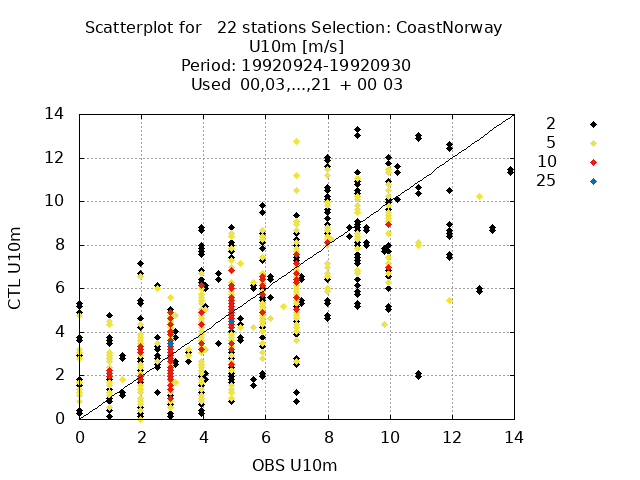 Scatterplot for 22 stations Selection: CoastNorway
U10m [m/s]
Period: 19920924-19920930
Used 00,03,...,21 + 00 03
14
12
10
8
6
4
2
0
CTL U10m
0 2 4 6 8 10 12 14
OBS U10m
2
5
10
25